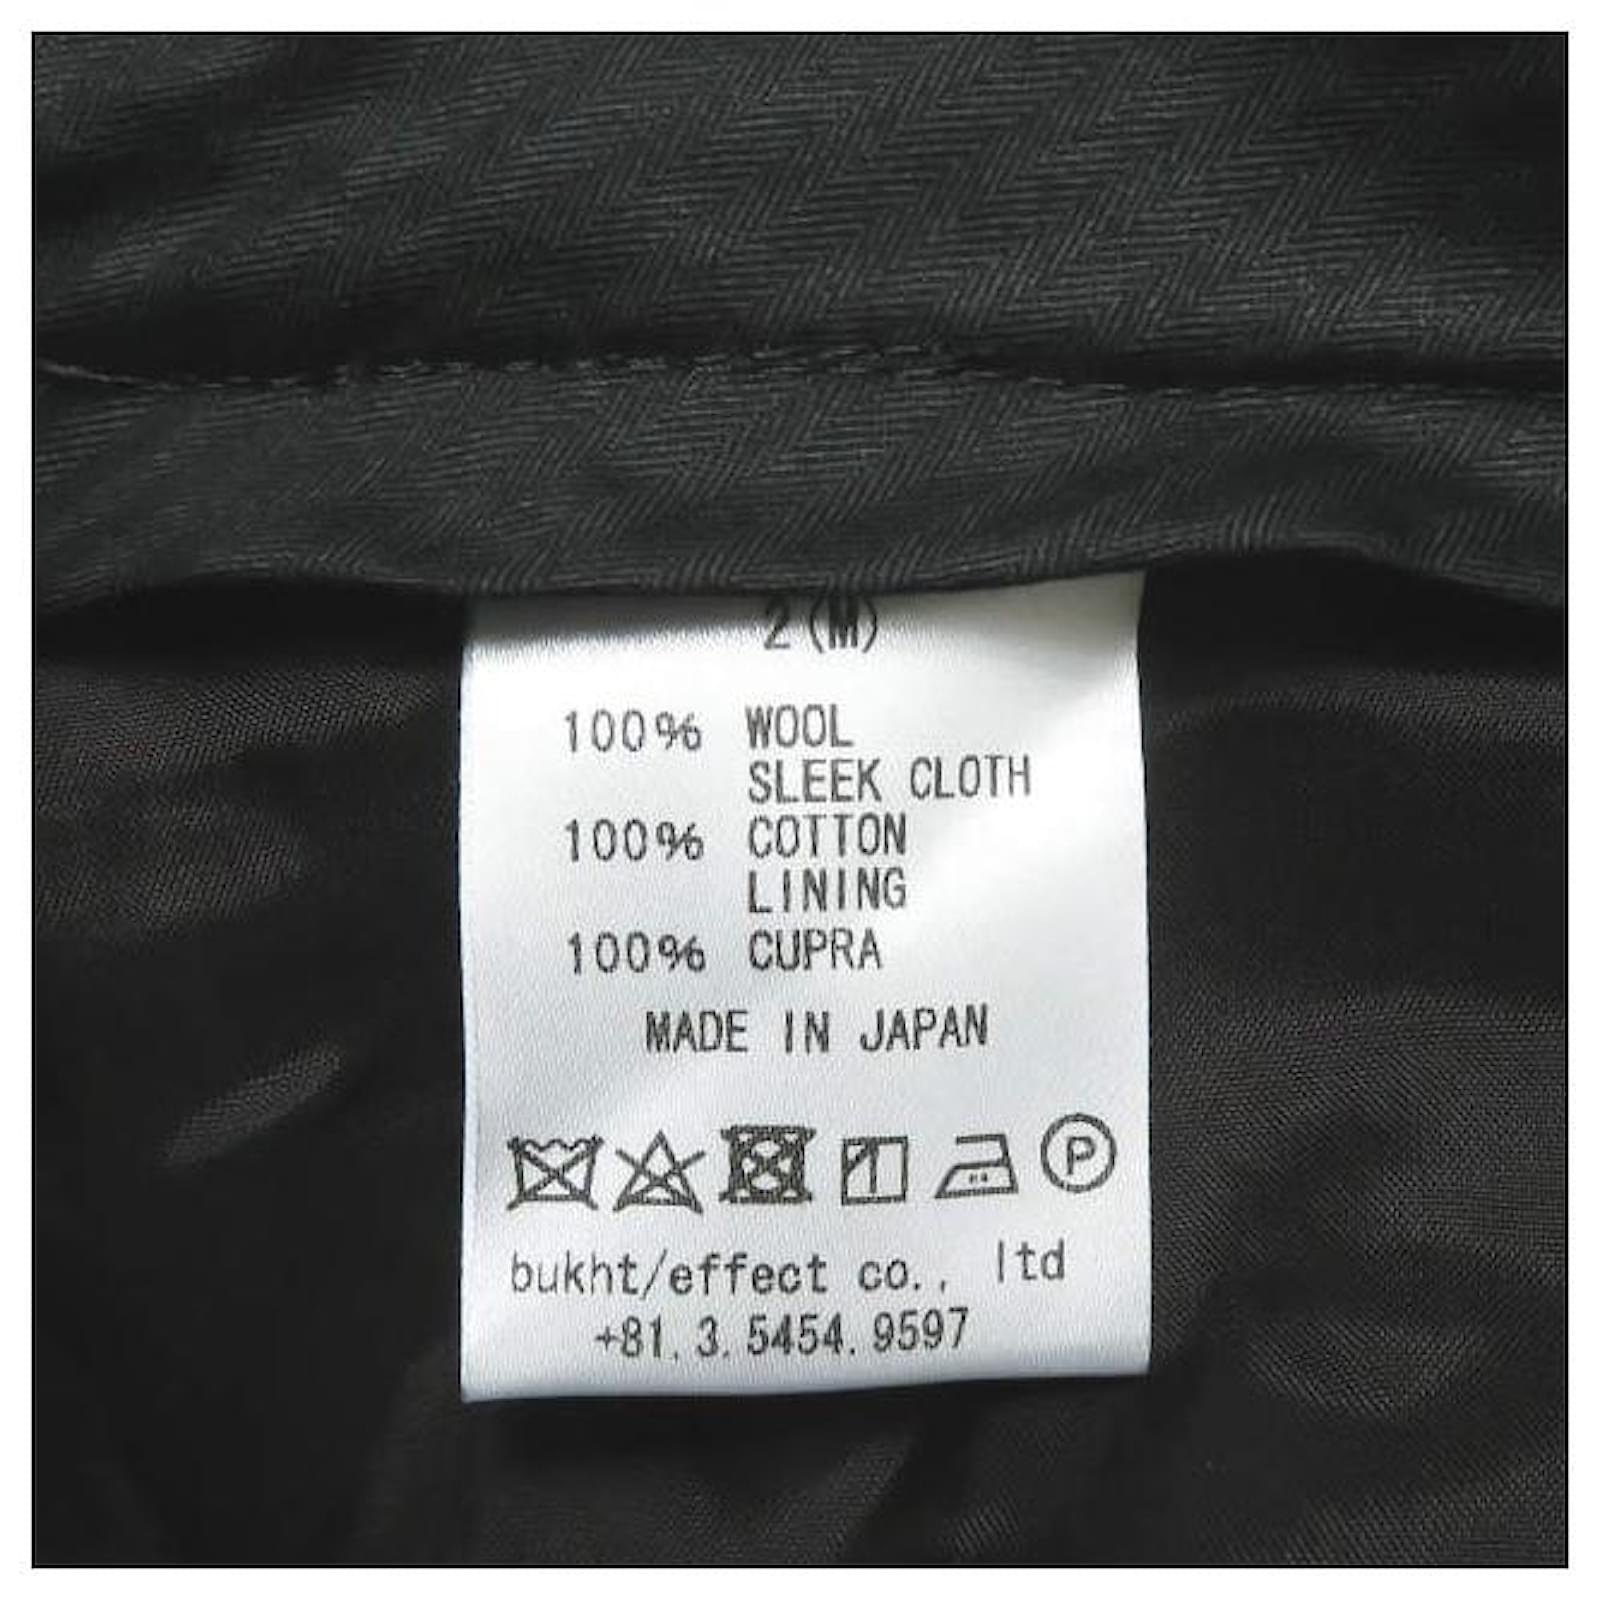 2(M)
100% WOOL
SLEEK CLOTH
100% COTTON
LINING
100% CUPRA
MADE IN JAPAN
P
bukht/effect co., ltd
+81.3.5454.9597